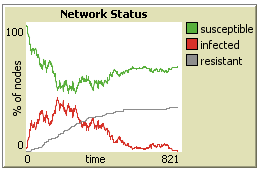 Network Status
100
% of nodes
0
0
time
821
susceptible
infected
resistant